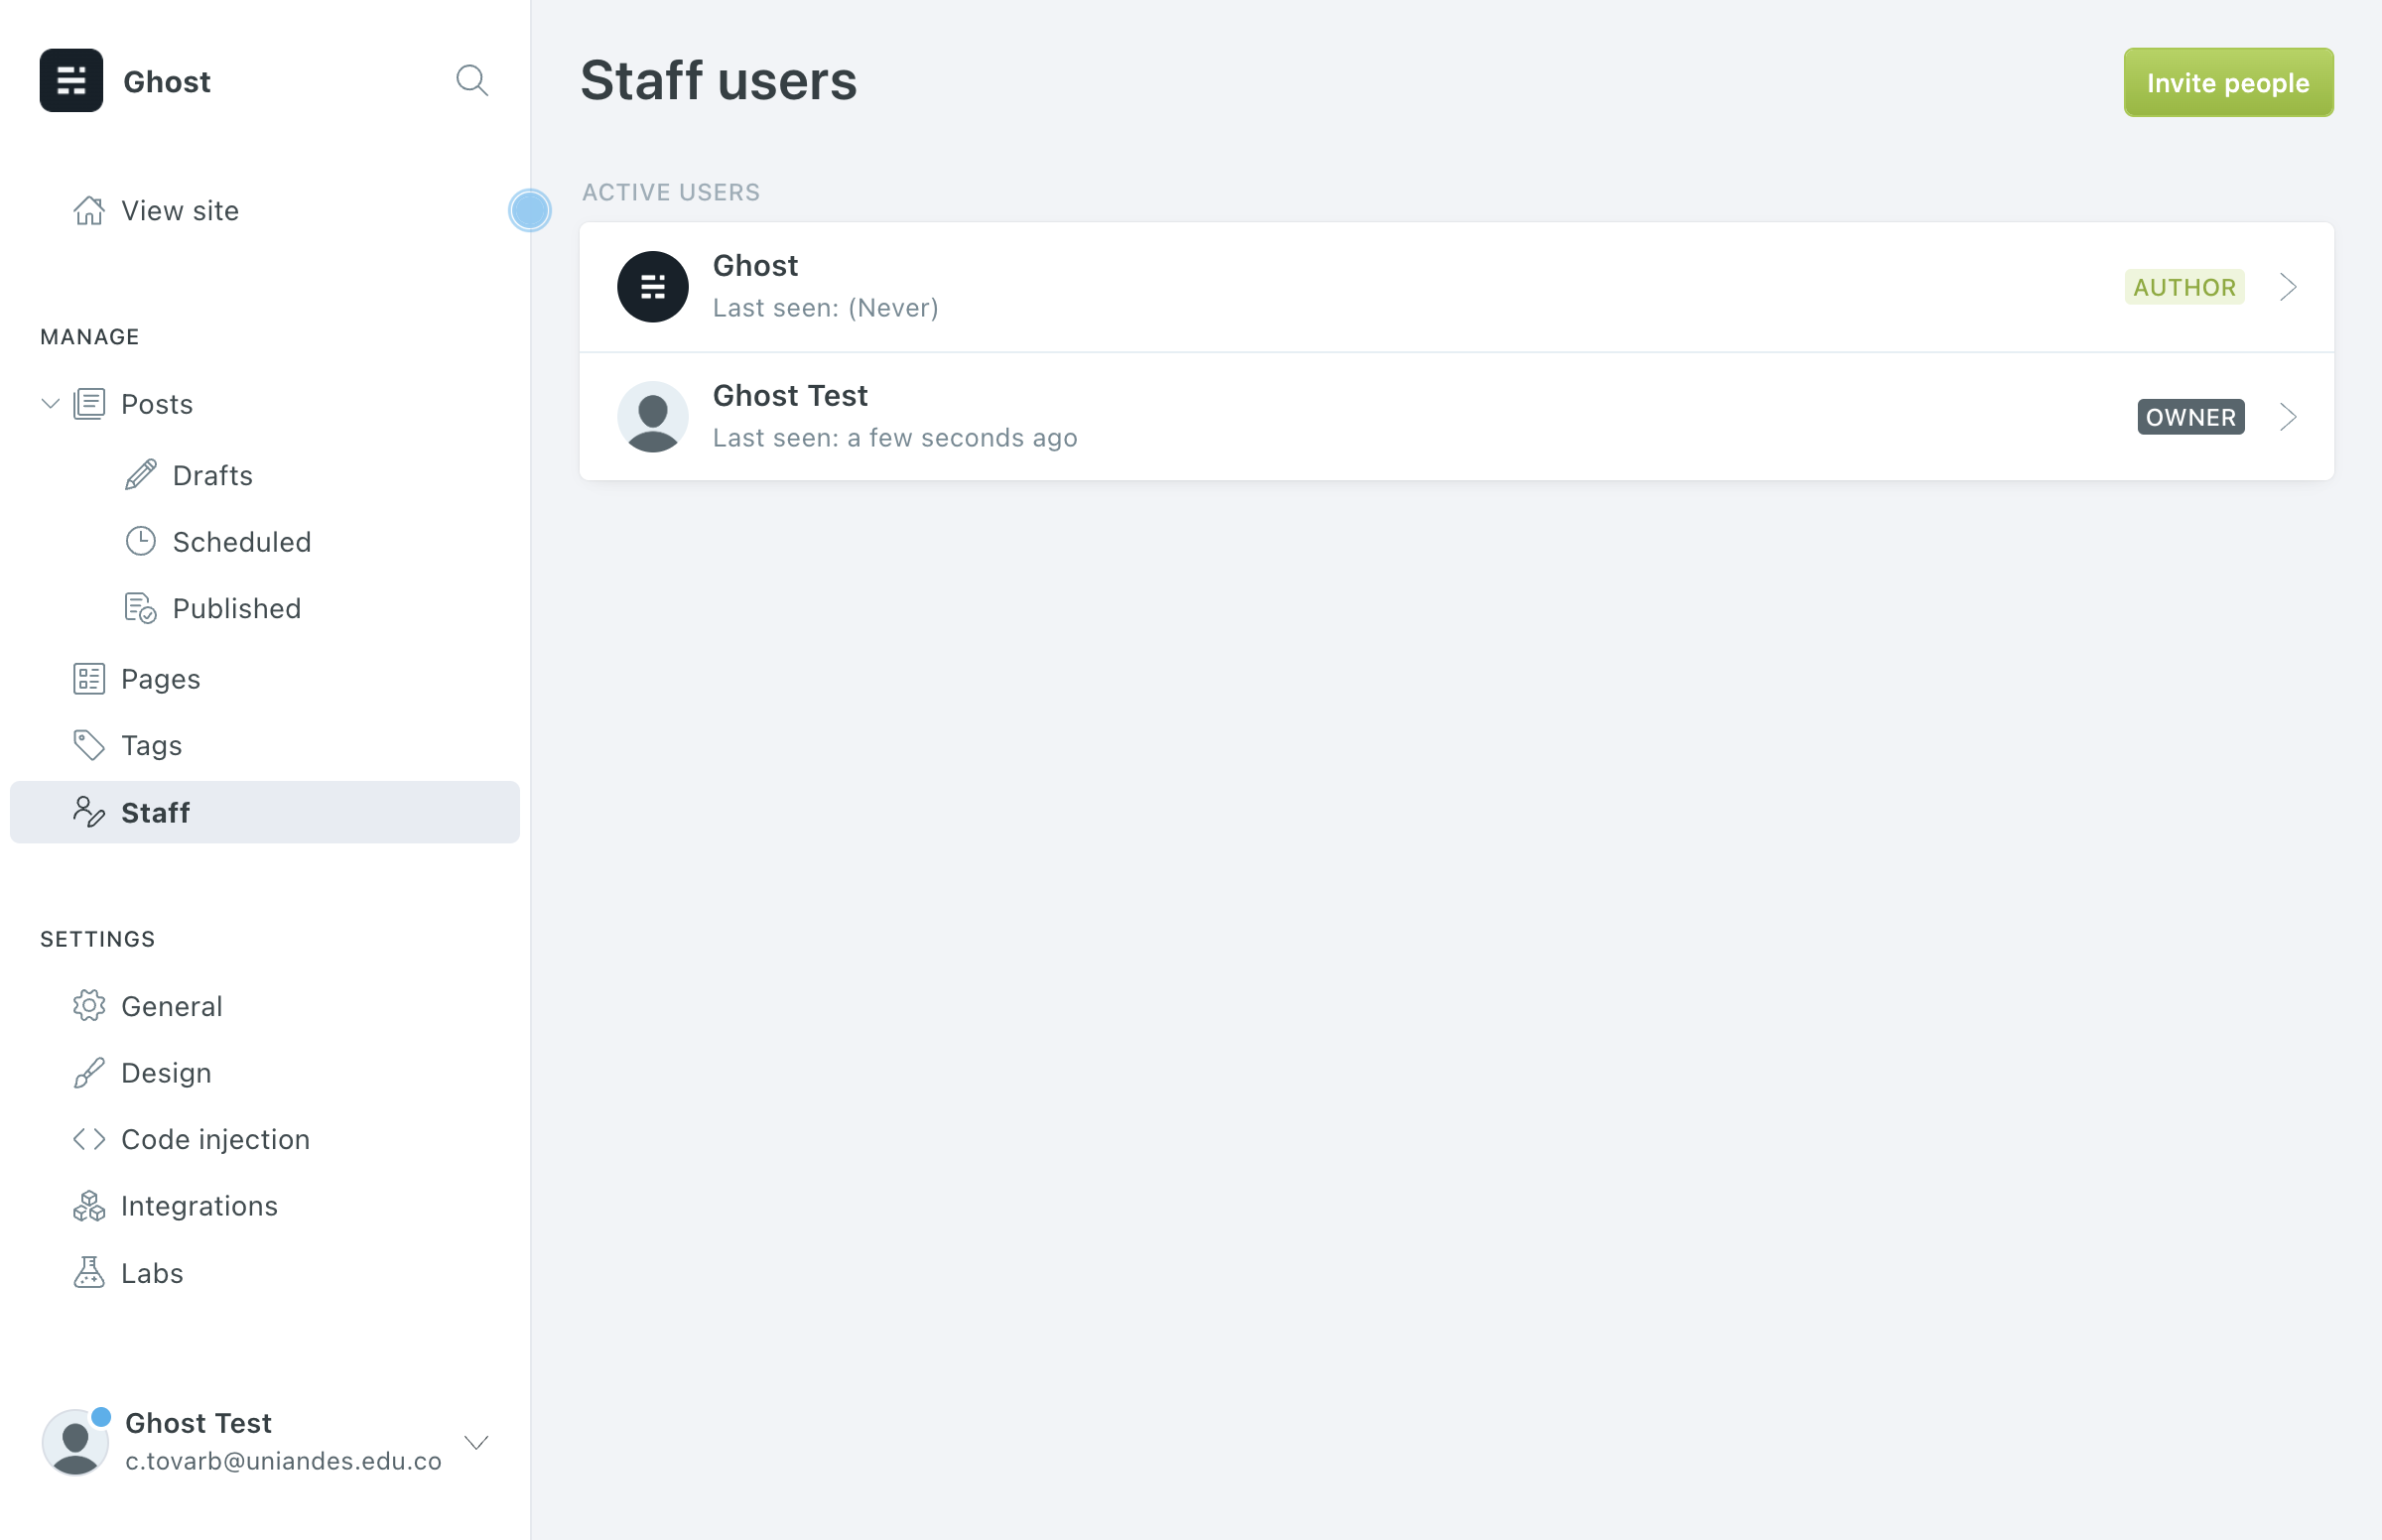 Ghost
View site
MANAGE
Posts
Drafts
Scheduled
Published
Pages
Tags
Staff
SETTINGS
General
Design
Code injection
Integrations
Labs
Ghost Test
c.tovarb@uniandes.edu.co
Staff users
Invite people
ACTIVE USERS
Ghost
Last seen: (Never)
AUTHOR
Ghost Test
Last seen: a few seconds ago
OWNER